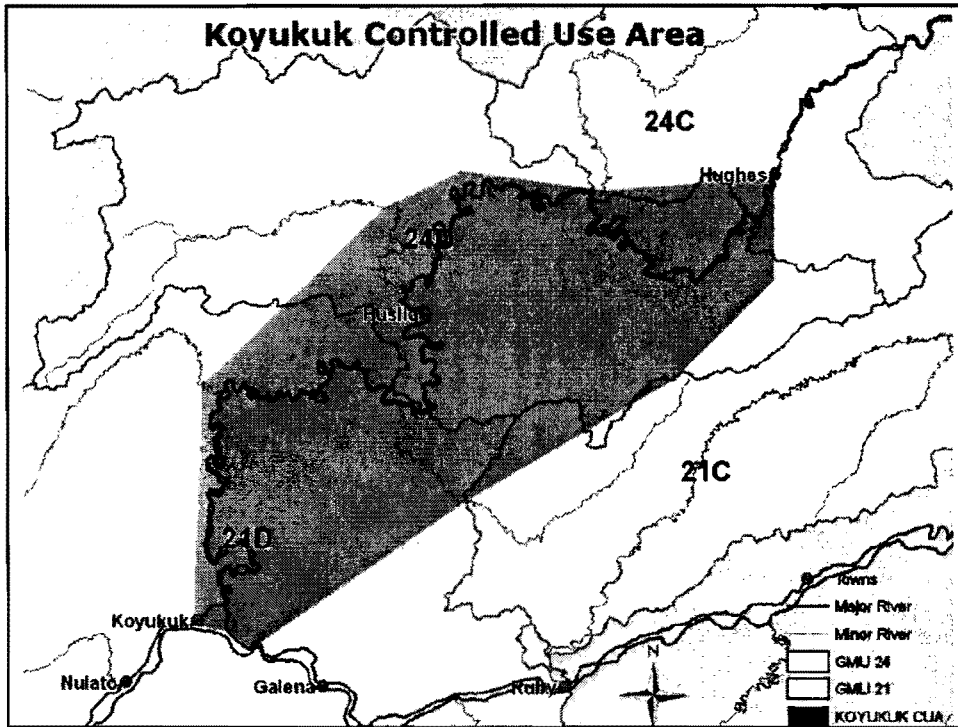 Koyukuk Controlled Use Area
24C
Hughes
24D
Huslia
21C
21D
Koyukuk
Nulato
Galena
Ruby
N
Towns
Major River
Minor River
GMU 24
GMU 21
KOYUKUK CUA